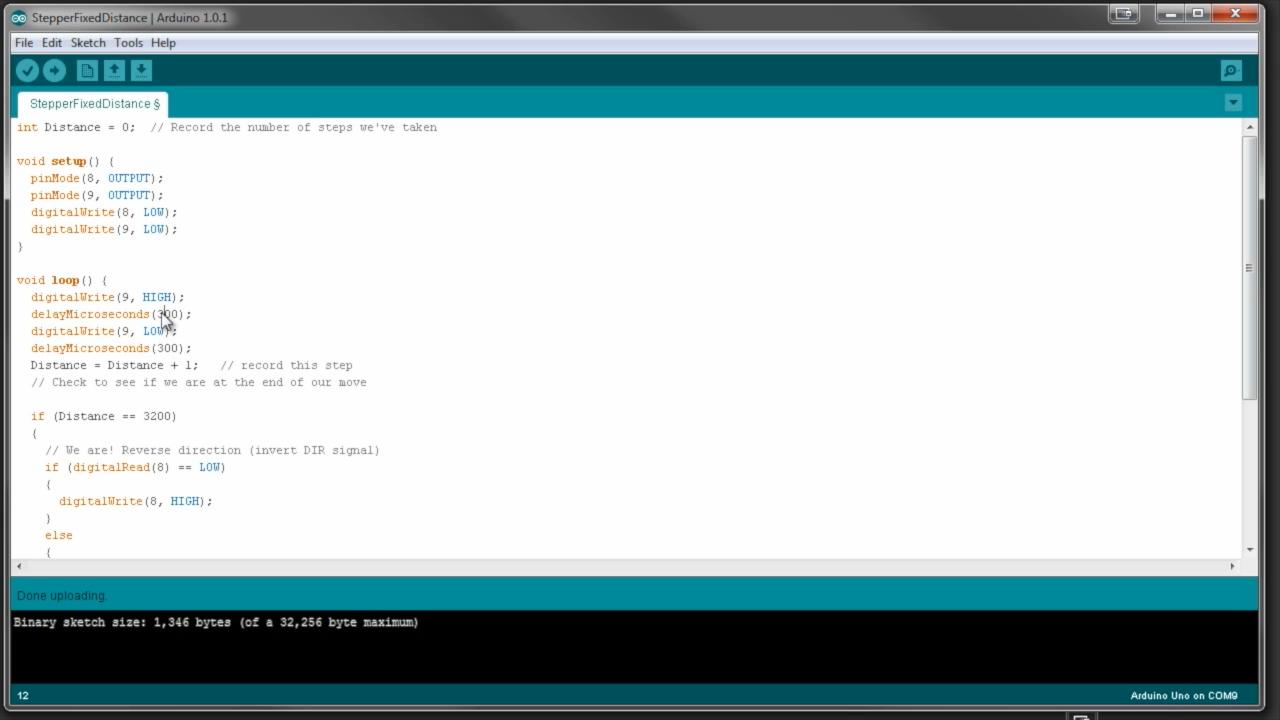 StepperFixedDistance | Arduino 1.0.1
File Edit Sketch Tools Help
StepperFixedDistance §
int Distance = 0;  // Record the number of steps we've taken
void setup() {
  pinMode(8, OUTPUT);
  pinMode(9, OUTPUT);
  digitalWrite(8, LOW);
  digitalWrite(9, LOW);
}
void loop() {
  digitalWrite(9, HIGH);
  delayMicroseconds(300);
  digitalWrite(9, LOW);
  delayMicroseconds(300);
  Distance = Distance + 1;   // record this step
  // Check to see if we are at the end of our move
  if (Distance == 3200)
  {
    // We are! Reverse direction (invert DIR signal)
    if (digitalRead(8) == LOW)
    {
      digitalWrite(8, HIGH);
    }
    else
    {
Done uploading.
Binary sketch size: 1,346 bytes (of a 32,256 byte maximum)
12
Arduino Uno on COM9